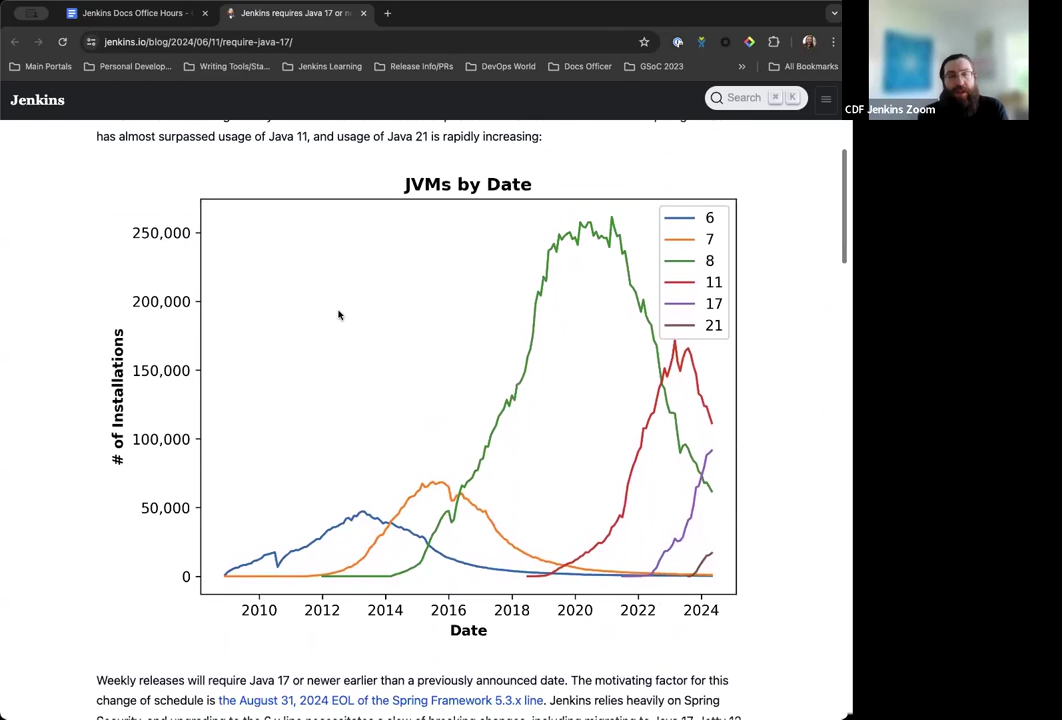 Jenkins Docs Office Hours -
Jenkins requires Java 17 or n
jenkins.io/blog/2024/06/11/require-java-17/
Main Portals
Personal Develop...
Writing Tools/Sta...
Jenkins Learning
Release Info/PRs
DevOps World
Docs Officer
GSoC 2023
»
All Bookmarks
Jenkins
Search ⌘ K
CDF Jenkins Zoom
has almost surpassed usage of Java 11, and usage of Java 21 is rapidly increasing:
JVMs by Date
6
7
8
11
17
21
250,000
200,000
150,000
100,000
50,000
0
# of Installations
2010 2012 2014 2016 2018 2020 2022 2024
Date
Weekly releases will require Java 17 or newer earlier than a previously announced date. The motivating factor for this
change of schedule is the August 31, 2024 EOL of the Spring Framework 5.3.x line. Jenkins relies heavily on Spring